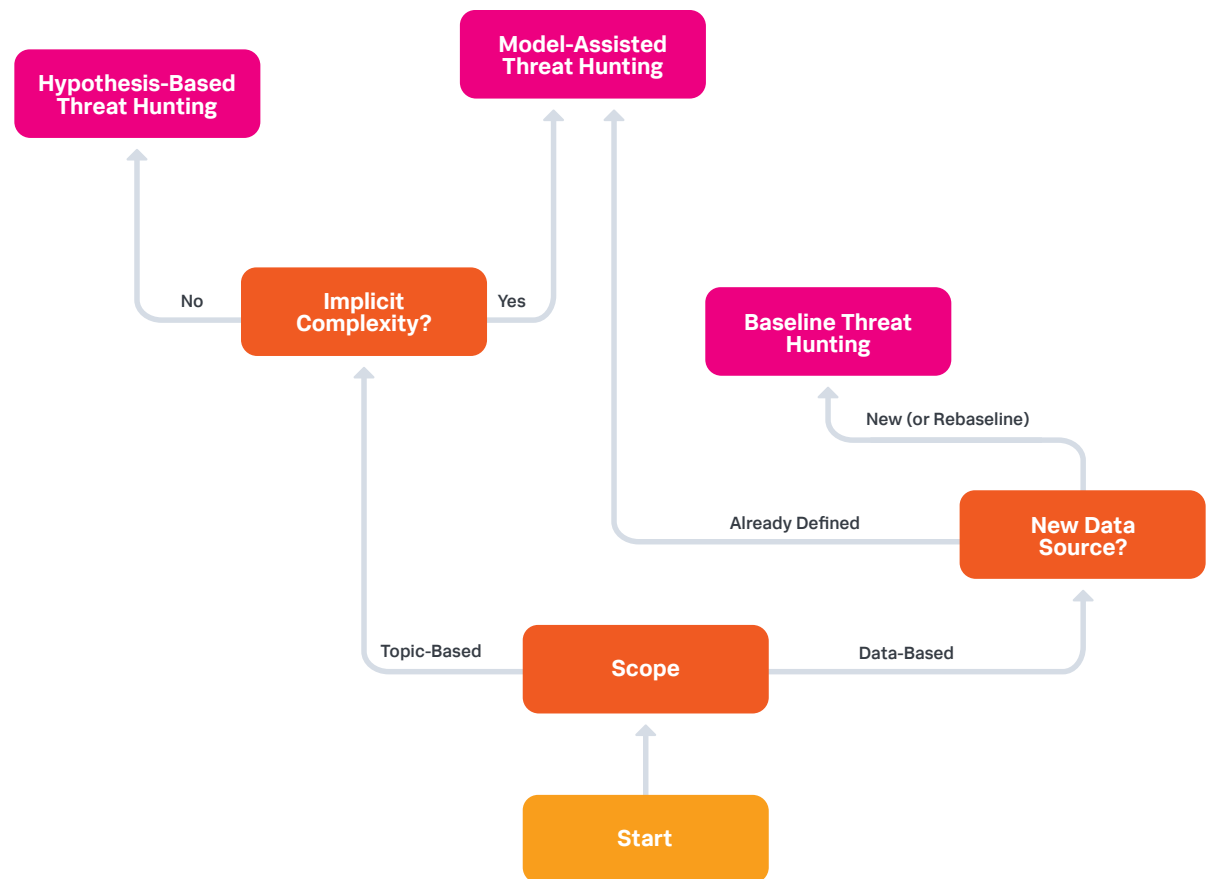 Model-Assisted
Threat Hunting
Hypothesis-Based
Threat Hunting
No
Implicit
Complexity?
Yes
Baseline Threat
Hunting
New (or Rebaseline)
Already Defined
New Data
Source?
Topic-Based
Scope
Data-Based
Start